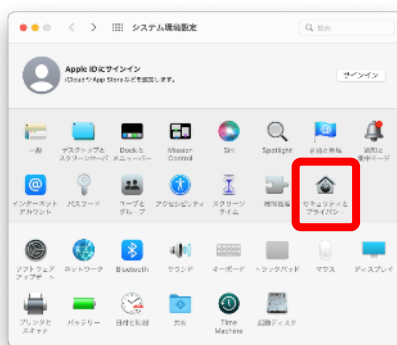 システム環境設定
検索
Apple IDにサインイン
iCloudやApp Storeなどを設定します。
サインイン
一般
デスクトップと
スクリーンセーバ
Dockと
メニューバー
Mission
Control
Siri
Spotlight
言語と地域
通知と
集中モード
インターネット
アカウント
パスワード
ユーザと
グループ
アクセシビリティ
スクリーン
タイム
機能拡張
セキュリティと
プライバシー
ソフトウェア
アップデート
ネットワーク
Bluetooth
サウンド
キーボード
トラックパッド
マウス
ディスプレイ
プリンタと
スキャナ
バッテリー
日付と時刻
共有
Time
Machine
起動ディスク